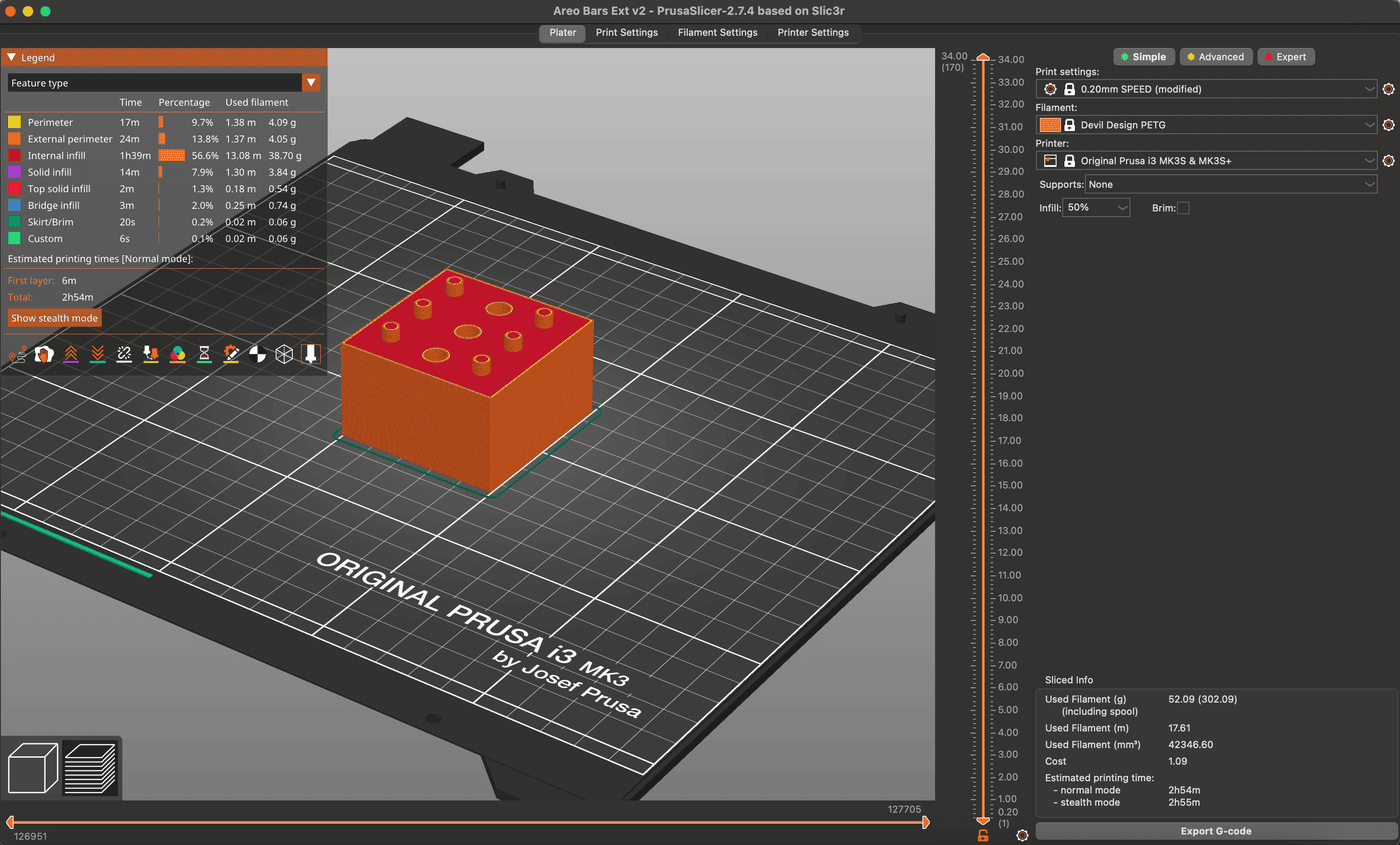 Areo Bars Ext v2 - PrusaSlicer-2.7.4 based on Slic3r
Plater Print Settings Filament Settings Printer Settings
Legend
Feature type
Time Percentage Used filament
Perimeter 17m 9.7% 1.38 m 4.09 g
External perimeter 24m 13.8% 1.37 m 4.05 g
Internal infill 1h39m 56.6% 13.08 m 38.70 g
Solid infill 14m 7.9% 1.30 m 3.84 g
Top solid infill 2m 1.3% 0.18 m 0.54 g
Bridge infill 3m 2.0% 0.25 m 0.74 g
Skirt/Brim 20s 0.2% 0.02 m 0.06 g
Custom 6s 0.1% 0.02 m 0.06 g
Estimated printing times [Normal mode]:
First layer: 6m
Total: 2h54m
Show stealth mode
ORIGINAL PRUSA i3 MK3
by Josef Prusa
127705
126951
34.00
(170)
34.00
33.00
32.00
31.00
30.00
29.00
28.00
27.00
26.00
25.00
24.00
23.00
22.00
21.00
20.00
19.00
18.00
17.00
16.00
15.00
14.00
13.00
12.00
11.00
10.00
9.00
8.00
7.00
6.00
5.00
4.00
3.00
2.00
1.00
0.20
(1)
Simple Advanced Expert
Print settings:
0.20mm SPEED (modified)
Filament:
Devil Design PETG
Printer:
Original Prusa i3 MK3S & MK3S+
Supports: None
Infill: 50% Brim:
Sliced Info
Used Filament (g) 52.09 (302.09)
(including spool)
Used Filament (m) 17.61
Used Filament (mm³) 42346.60
Cost 1.09
Estimated printing time:
- normal mode 2h54m
- stealth mode 2h55m
Export G-code